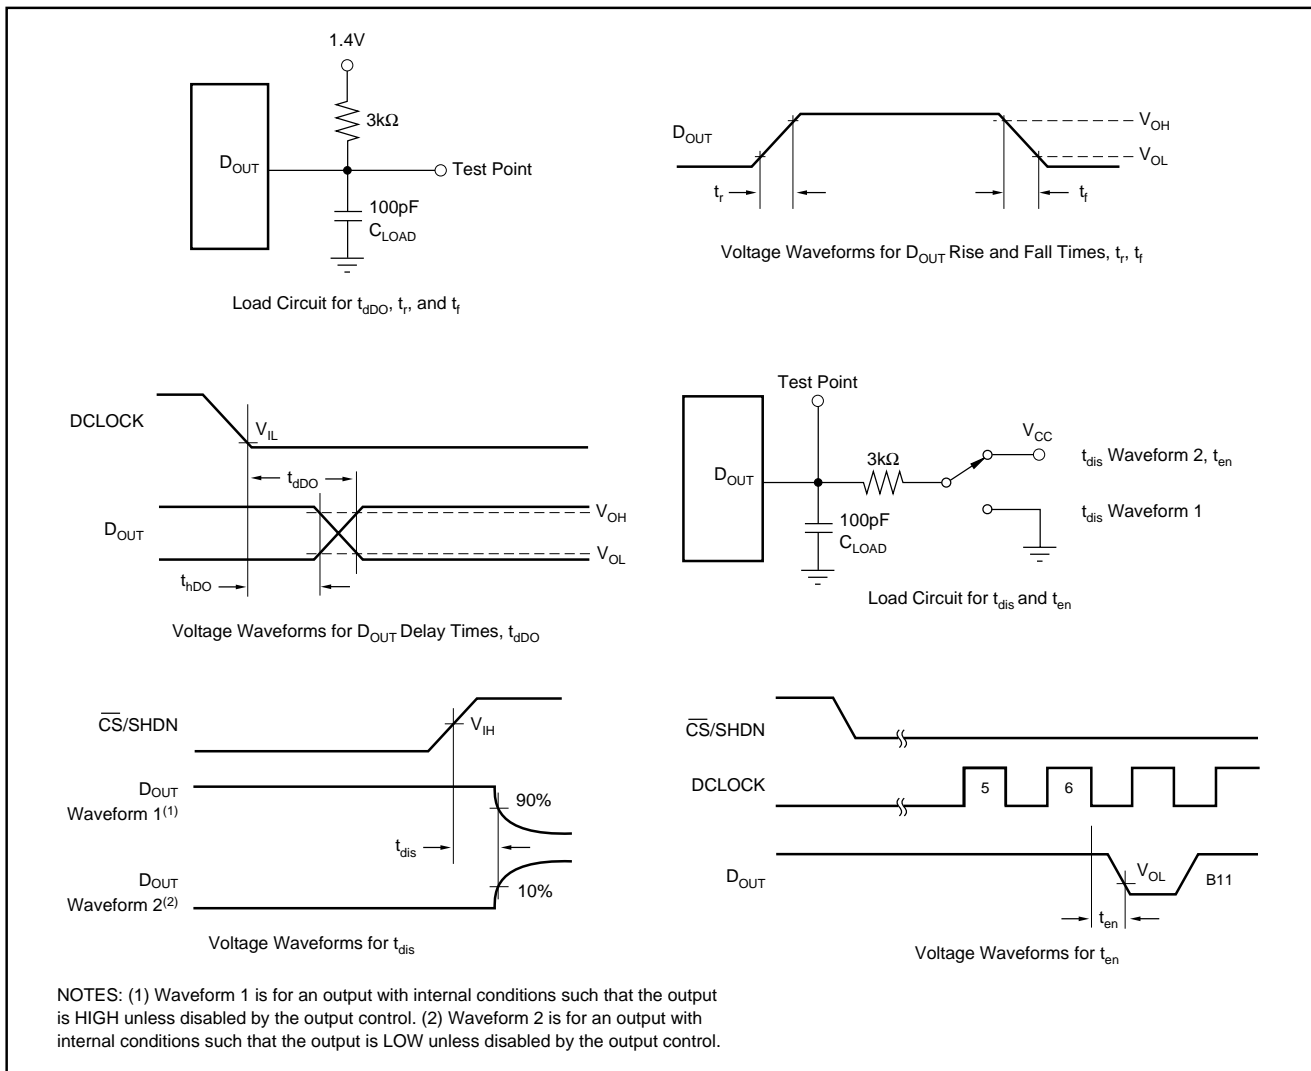 1.4V
3kΩ
DOUT
Test Point
100pF
CLOAD
Load Circuit for tdDO, tr, and tf
DOUT
VOH
VOL
tr
tf
Voltage Waveforms for DOUT Rise and Fall Times, tr, tf
DCLOCK
VIL
tdDO
DOUT
VOH
VOL
thDO
Voltage Waveforms for DOUT Delay Times, tdDO
Test Point
VCC
3kΩ
DOUT
tdis Waveform 2, ten
100pF
CLOAD
tdis Waveform 1
Load Circuit for tdis and ten
CS/SHDN
VIH
DOUT
Waveform 1(1)
90%
tdis
DOUT
Waveform 2(2)
10%
Voltage Waveforms for tdis
CS/SHDN
DCLOCK
5
6
DOUT
VOL
B11
ten
Voltage Waveforms for ten
NOTES: (1) Waveform 1 is for an output with internal conditions such that the output
is HIGH unless disabled by the output control. (2) Waveform 2 is for an output with
internal conditions such that the output is LOW unless disabled by the output control.